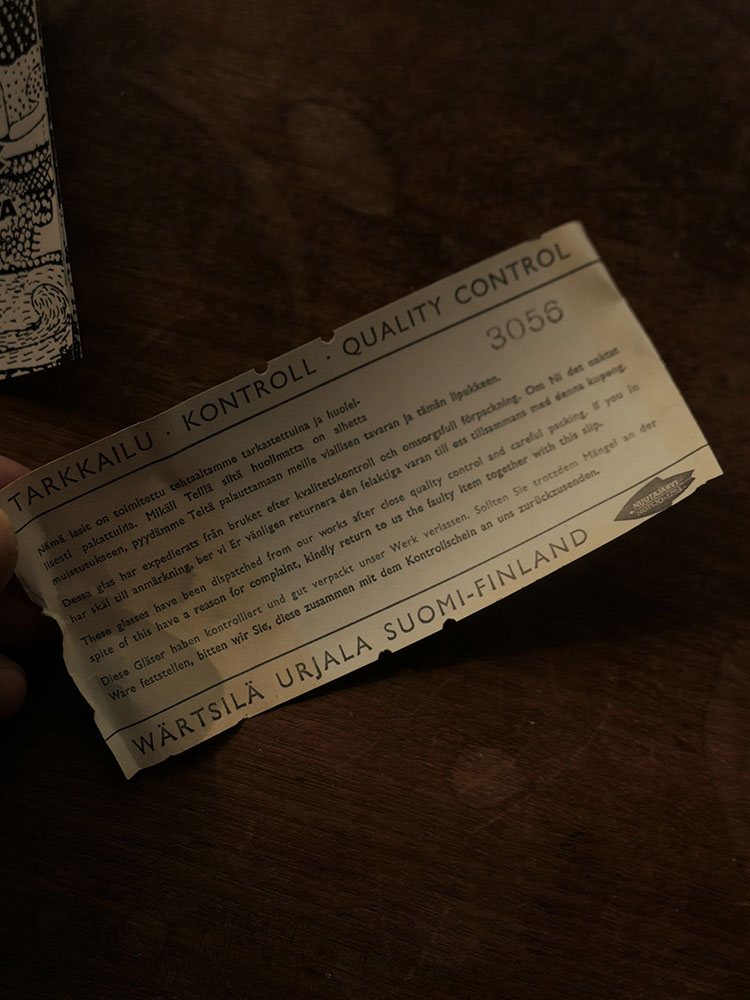 TARKKAILU · KONTROLL · QUALITY CONTROL
3056
Nämä lasit on toimitettu tehtaaltamme tarkastettuina ja huolel-
lisesti pakattuina. Mikäli Teillä siitä huolimatta on aihetta
muistutukseen, pyydämme Teitä palauttamaan meille viallisen tavaran ja tämän lipukkeen.
Dessa glas har expedierats från bruket efter kvalitetskontroll och omsorgsfull förpackning. Om Ni det oaktat
har skäl till anmärkning, ber vi Er vänligen returnera den felaktiga varan till oss tillsammans med denna kupong.
These glasses have been dispatched from our works after close quality control and careful packing. If you in
spite of this have a reason for complaint, kindly return to us the faulty item together with this slip.
Diese Gläser haben kontrolliert und gut verpackt unser Werk verlassen. Sollten Sie trotzdem Mängel an der
Ware feststellen, bitten wir Sie, diese zusammen mit dem Kontrollschein an uns zurückzusenden.
NUUTAJÄRVI
NOTSJÖ
WÄRTSILÄ URJALA SUOMI-FINLAND
A